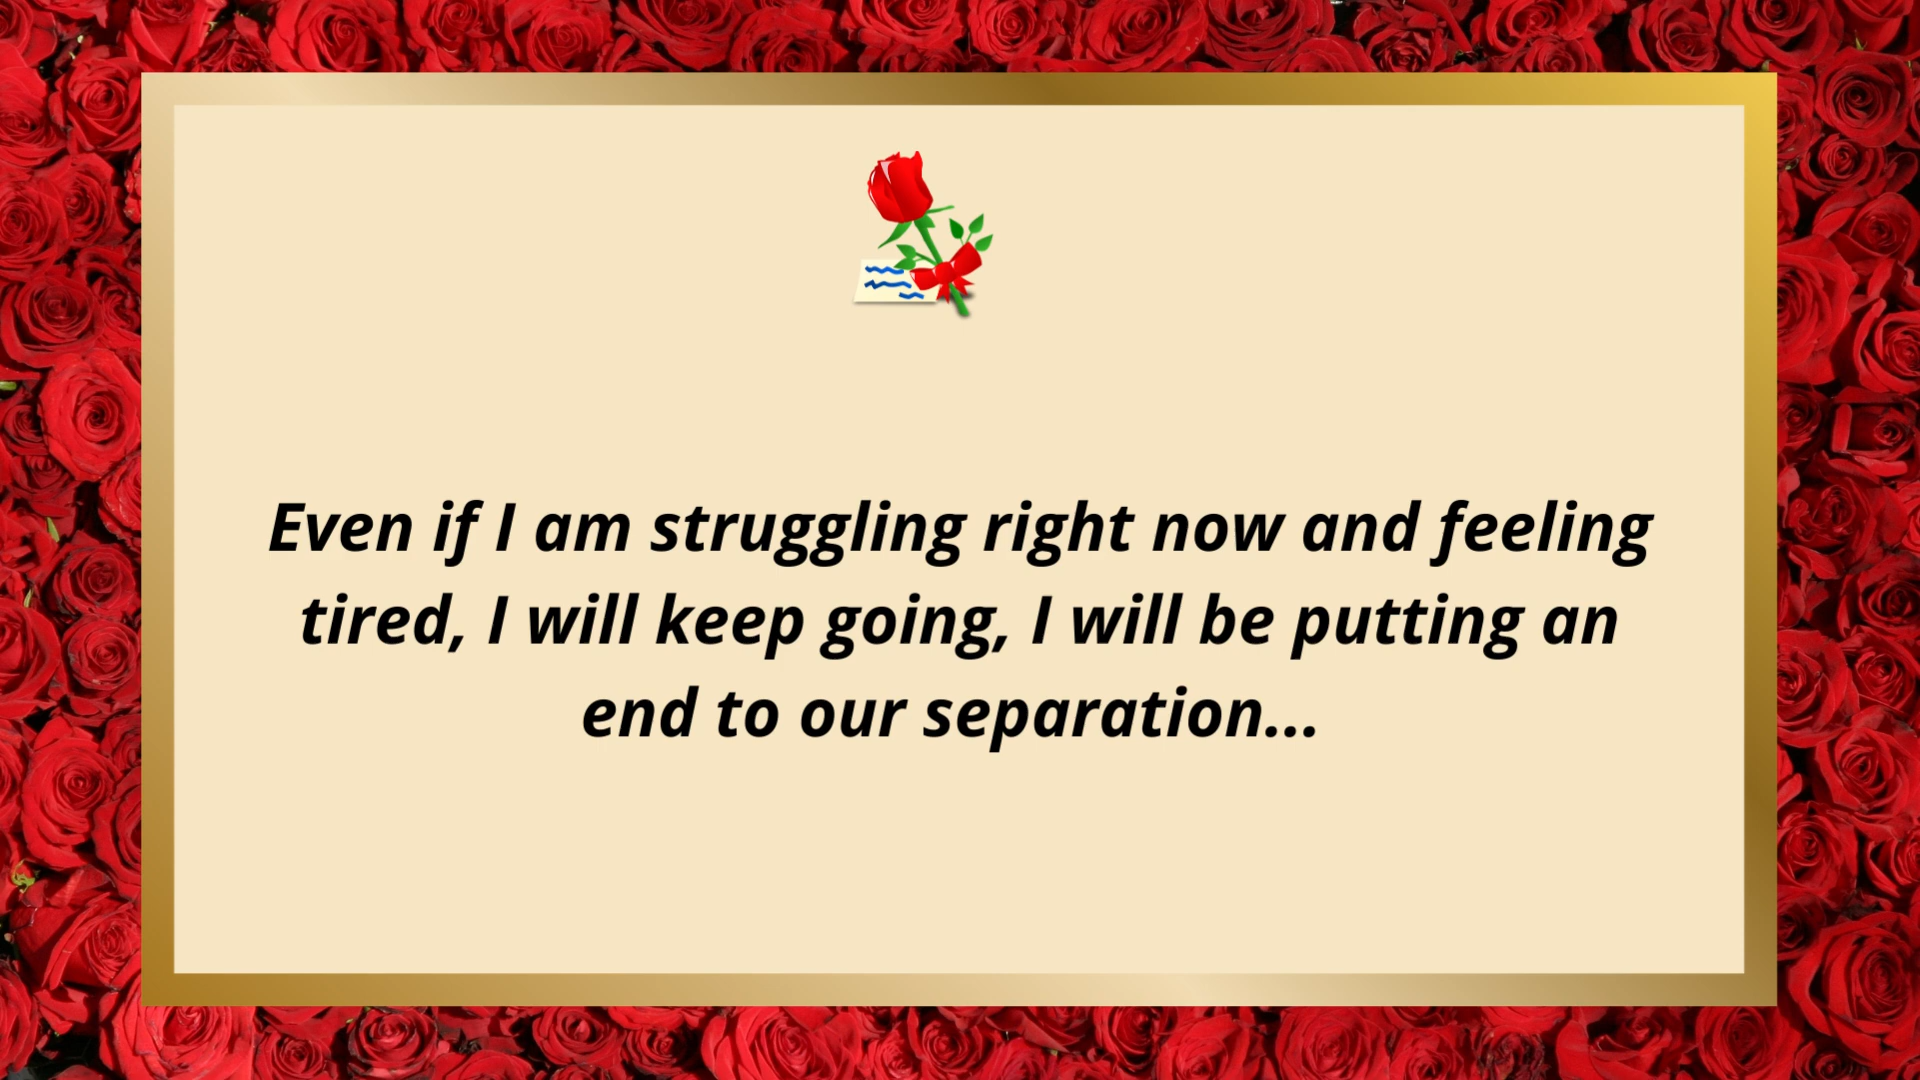 Even if I am struggling right now and feeling
tired, I will keep going, I will be putting an
end to our separation...